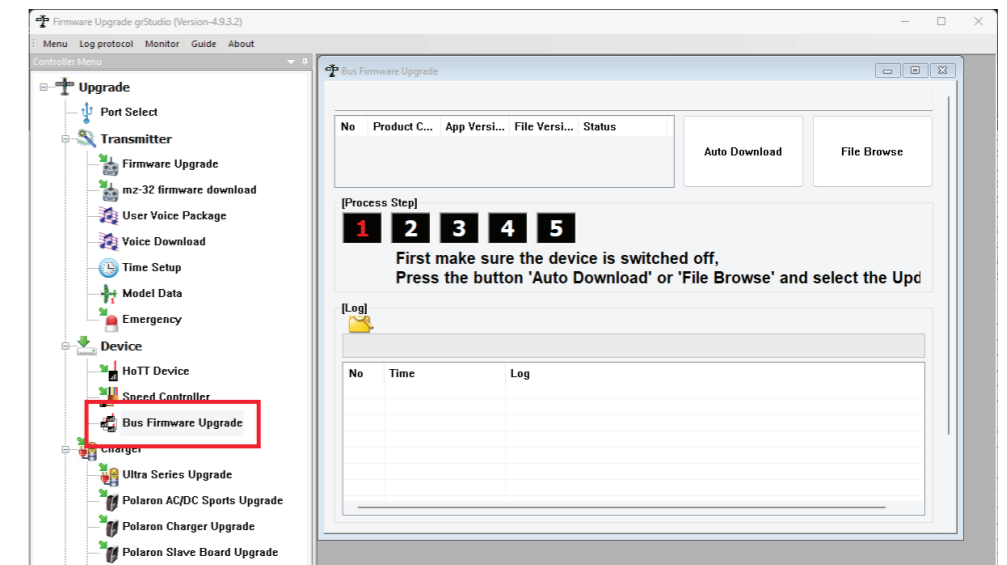 Firmware Upgrade grStudio (Version-4.9.3.2)
Menu Log protocol Monitor Guide About
Controller Menu
Upgrade
Port Select
Transmitter
Firmware Upgrade
mz-32 firmware download
User Voice Package
Voice Download
Time Setup
Model Data
Emergency
Device
HoTT Device
Speed Controller
Bus Firmware Upgrade
Charger
Ultra Series Upgrade
Polaron AC/DC Sports Upgrade
Polaron Charger Upgrade
Polaron Slave Board Upgrade
Bus Firmware Upgrade
No Product C... App Versi... File Versi... Status
Auto Download
File Browse
[Process Step]
1 2 3 4 5
First make sure the device is switched off,
Press the button 'Auto Download' or 'File Browse' and select the Upd
[Log]
No Time Log